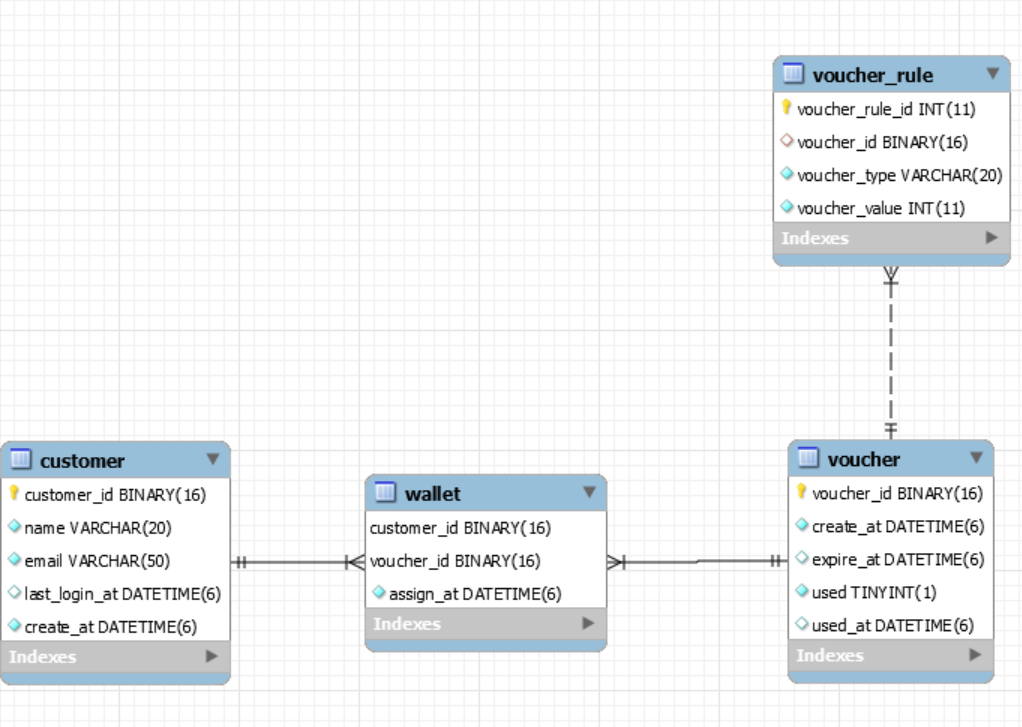 voucher_rule
voucher_rule_id INT(11)
voucher_id BINARY(16)
voucher_type VARCHAR(20)
voucher_value INT(11)
Indexes
customer
customer_id BINARY(16)
name VARCHAR(20)
email VARCHAR(50)
last_login_at DATETIME(6)
create_at DATETIME(6)
Indexes
wallet
customer_id BINARY(16)
voucher_id BINARY(16)
assign_at DATETIME(6)
Indexes
voucher
voucher_id BINARY(16)
create_at DATETIME(6)
expire_at DATETIME(6)
used TINYINT(1)
used_at DATETIME(6)
Indexes